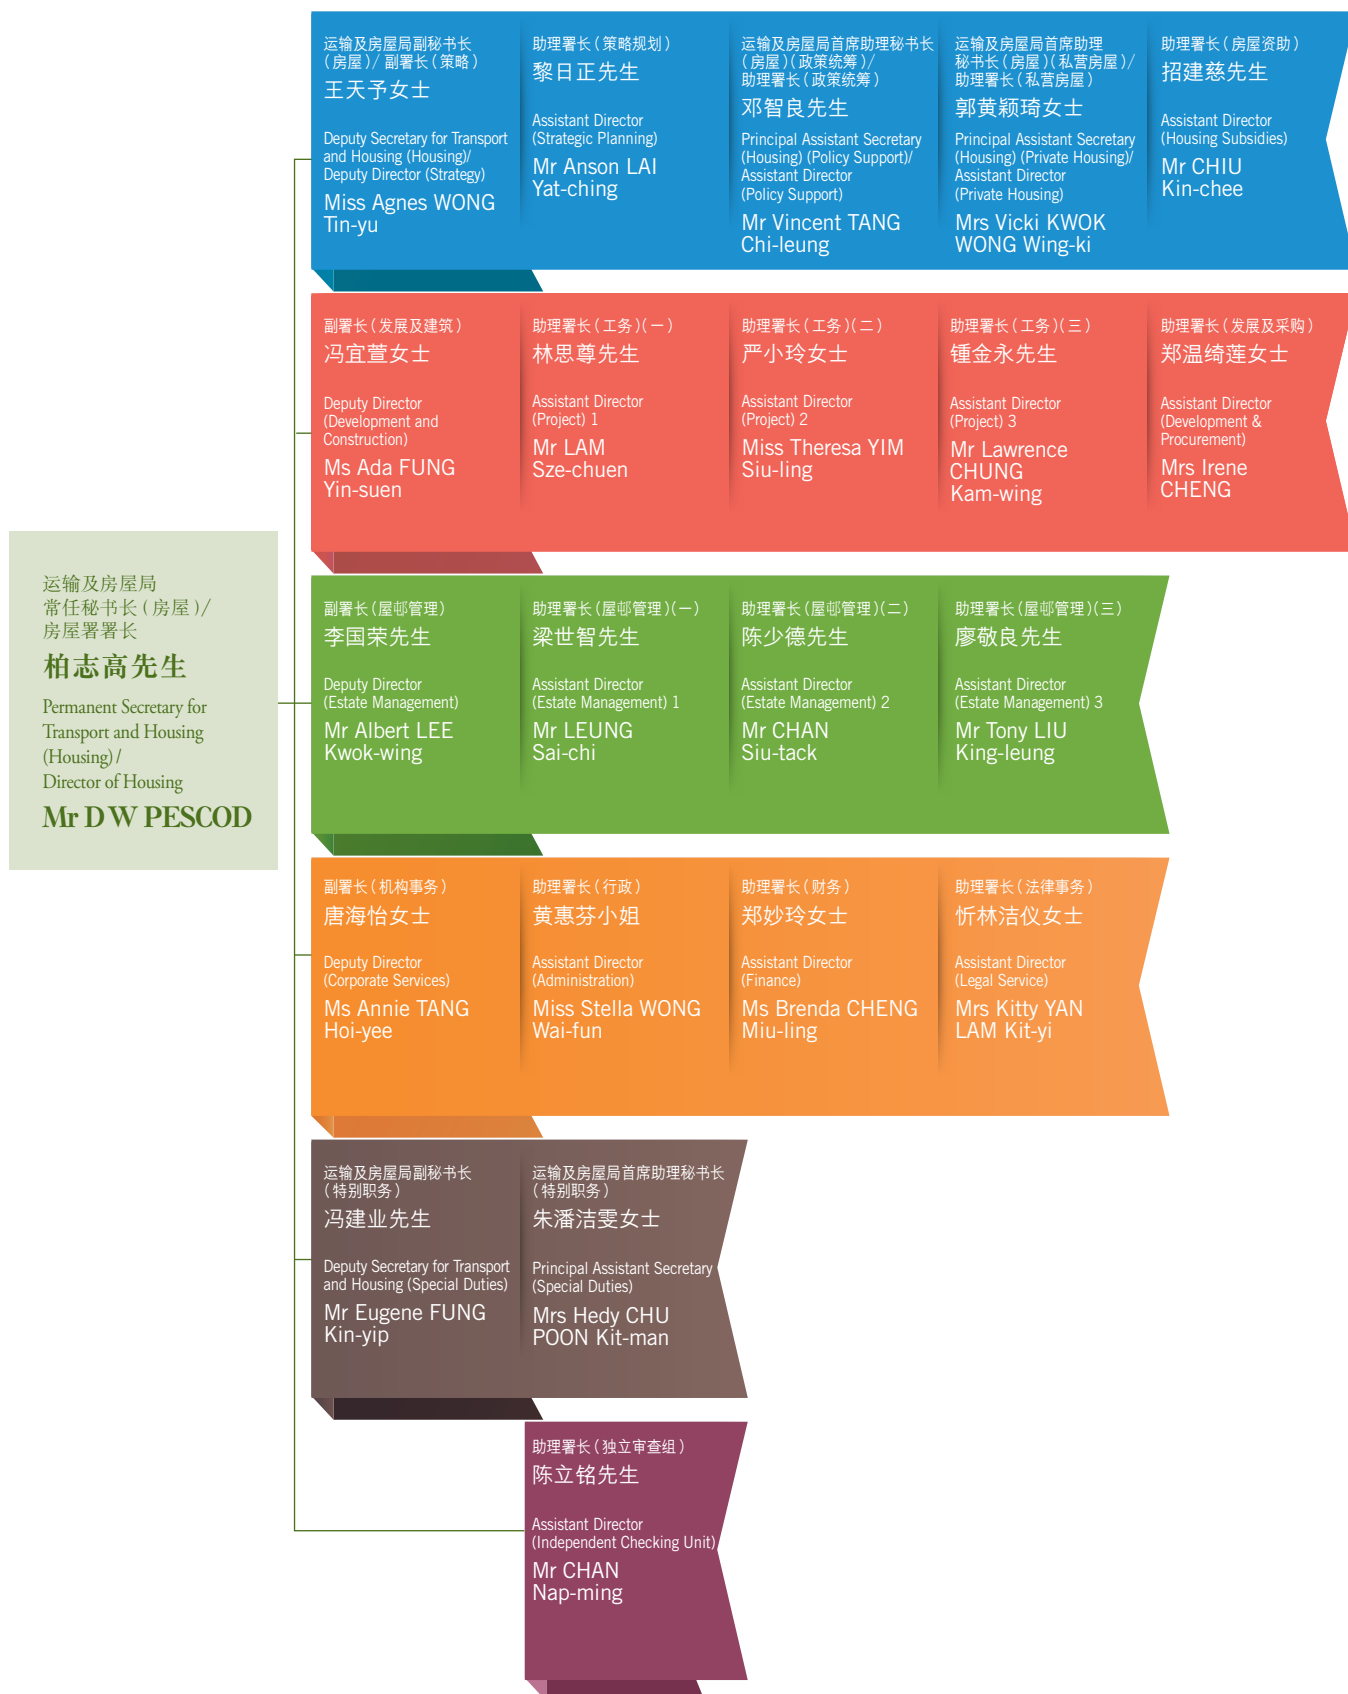 运输及房屋局
常任秘书长(房屋)/
房屋署署长
柏志高先生
Permanent Secretary for
Transport and Housing
(Housing) /
Director of Housing
Mr D W PESCOD
运输及房屋局副秘书长
(房屋)/ 副署长(策略)
王天予女士
Deputy Secretary for Transport
and Housing (Housing)/
Deputy Director (Strategy)
Miss Agnes WONG
Tin-yu
助理署长(策略规划)
黎日正先生
Assistant Director
(Strategic Planning)
Mr Anson LAI
Yat-ching
运输及房屋局首席助理秘书长
(房屋)(政策统筹)/
助理署长(政策统筹)
邓智良先生
Principal Assistant Secretary
(Housing) (Policy Support)/
Assistant Director
(Policy Support)
Mr Vincent TANG
Chi-leung
运输及房屋局首席助理
秘书长(房屋)(私营房屋)/
助理署长(私营房屋)
郭黄颖琦女士
Principal Assistant Secretary
(Housing) (Private Housing)/
Assistant Director
(Private Housing)
Mrs Vicki KWOK
WONG Wing-ki
助理署长(房屋资助)
招建慈先生
Assistant Director
(Housing Subsidies)
Mr CHIU
Kin-chee
副署长(发展及建筑)
冯宜萱女士
Deputy Director
(Development and
Construction)
Ms Ada FUNG
Yin-suen
助理署长(工务)(一)
林思尊先生
Assistant Director
(Project) 1
Mr LAM
Sze-chuen
助理署长(工务)(二)
严小玲女士
Assistant Director
(Project) 2
Miss Theresa YIM
Siu-ling
助理署长(工务)(三)
锺金永先生
Assistant Director
(Project) 3
Mr Lawrence
CHUNG
Kam-wing
助理署长(发展及采购)
郑温绮莲女士
Assistant Director
(Development &
Procurement)
Mrs Irene
CHENG
副署长(屋邨管理)
李国荣先生
Deputy Director
(Estate Management)
Mr Albert LEE
Kwok-wing
助理署长(屋邨管理)(一)
梁世智先生
Assistant Director
(Estate Management) 1
Mr LEUNG
Sai-chi
助理署长(屋邨管理)(二)
陈少德先生
Assistant Director
(Estate Management) 2
Mr CHAN
Siu-tack
助理署长(屋邨管理)(三)
廖敬良先生
Assistant Director
(Estate Management) 3
Mr Tony LIU
King-leung
副署长(机构事务)
唐海怡女士
Deputy Director
(Corporate Services)
Ms Annie TANG
Hoi-yee
助理署长(行政)
黄惠芬小姐
Assistant Director
(Administration)
Miss Stella WONG
Wai-fun
助理署长(财务)
郑妙玲女士
Assistant Director
(Finance)
Ms Brenda CHENG
Miu-ling
助理署长(法律事务)
忻林洁仪女士
Assistant Director
(Legal Service)
Mrs Kitty YAN
LAM Kit-yi
运输及房屋局副秘书长
(特别职务)
冯建业先生
Deputy Secretary for Transport
and Housing (Special Duties)
Mr Eugene FUNG
Kin-yip
运输及房屋局首席助理秘书长
(特别职务)
朱潘洁雯女士
Principal Assistant Secretary
(Special Duties)
Mrs Hedy CHU
POON Kit-man
助理署长(独立审查组)
陈立铭先生
Assistant Director
(Independent Checking Unit)
Mr CHAN
Nap-ming